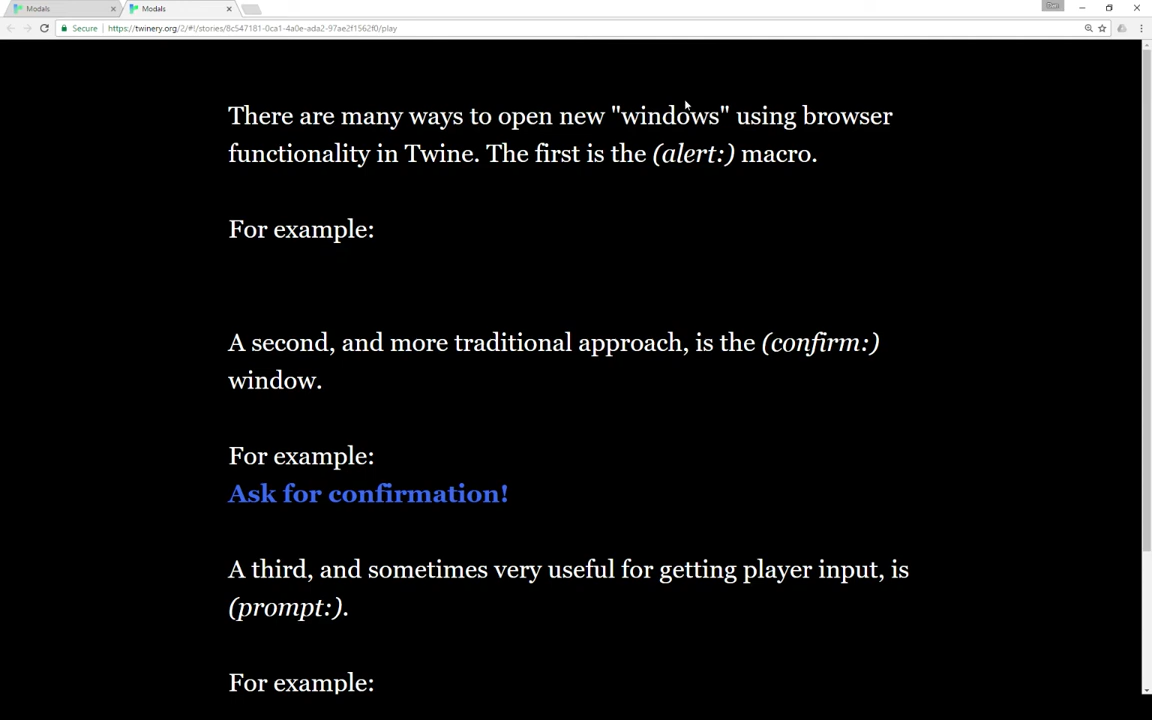 Modals
Modals
Secure
https://twinery.org/2/#!/stories/8c547181-0ca1-4a0e-ada2-97ae2f1562f0/play
There are many ways to open new "windows" using browser
functionality in Twine. The first is the (alert:) macro.
For example:
A second, and more traditional approach, is the (confirm:)
window.
For example:
Ask for confirmation!
A third, and sometimes very useful for getting player input, is
(prompt:).
For example: